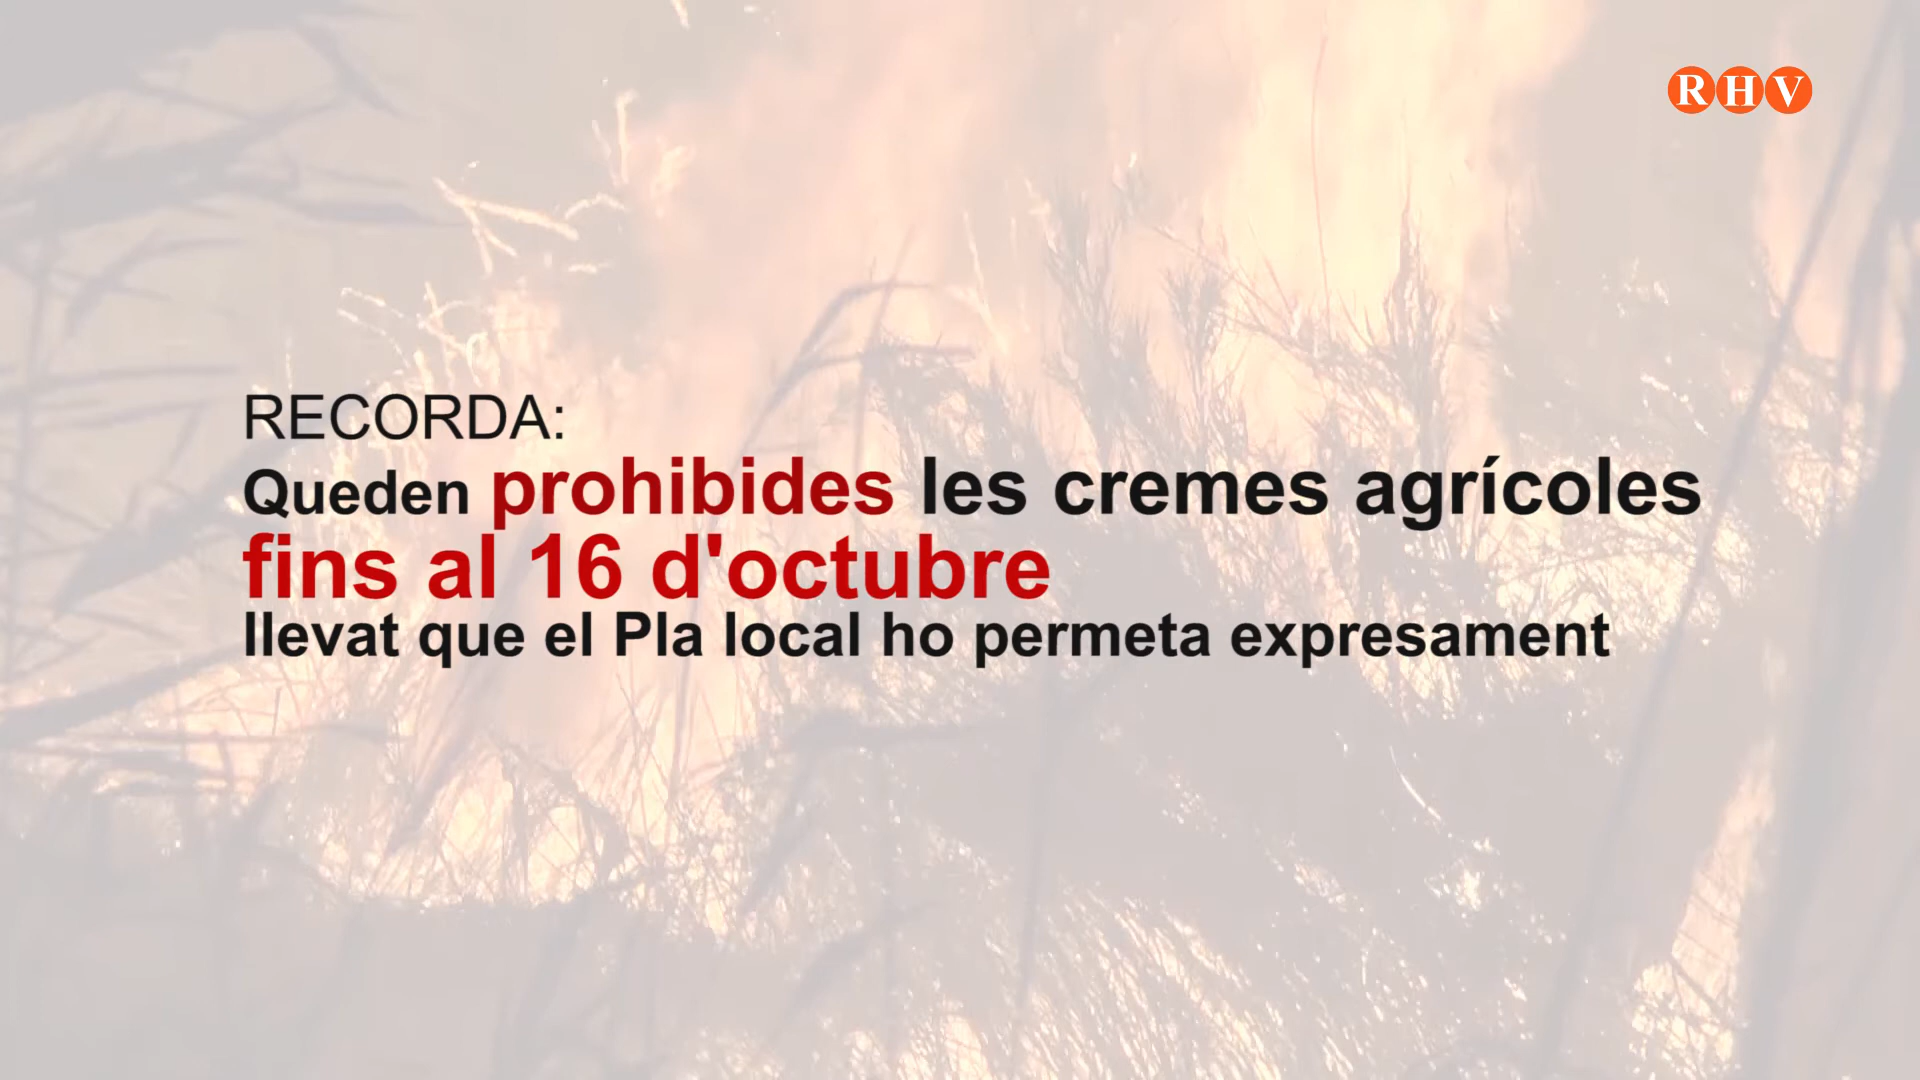 RHV
RECORDA:
Queden prohibides les cremes agrícoles
fins al 16 d'octubre
llevat que el Pla local ho permeta expresament